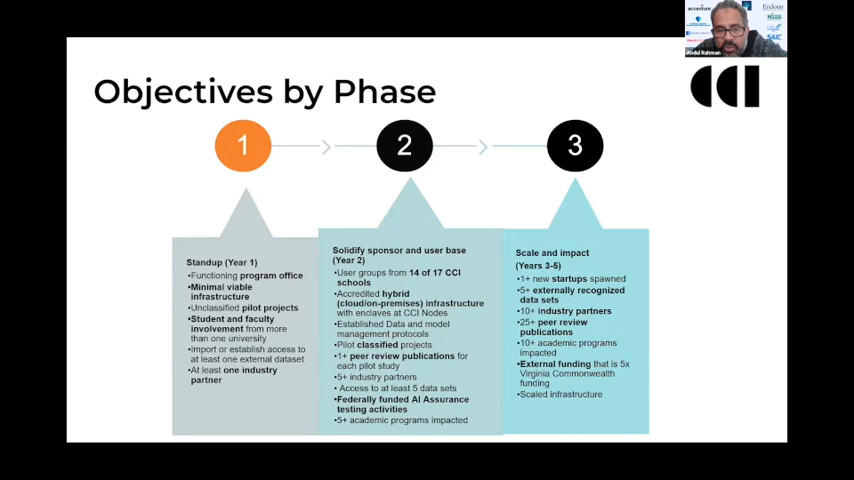 accenture
SAIC
Abdul Rahman
Objectives by Phase
CCI
1
2
3
Standup (Year 1)
•Functioning program office
•Minimal viable
infrastructure
•Unclassified pilot projects
•Student and faculty
involvement from more
than one university
•Import or establish access to
at least one external dataset
•At least one industry
partner
Solidify sponsor and user base
(Year 2)
•User groups from 14 of 17 CCI
schools
•Accredited hybrid
(cloud/on-premises) infrastructure
with enclaves at CCI Nodes
•Established Data and model
management protocols
•Pilot classified projects
•1+ peer review publications for
each pilot study
•5+ industry partners
• Access to at least 5 data sets
•Federally funded AI Assurance
testing activities
•5+ academic programs impacted
Scale and impact
(Years 3-5)
•1+ new startups spawned
•5+ externally recognized
data sets
•10+ industry partners
•25+ peer review
publications
•10+ academic programs
impacted
•External funding that is 5x
Virginia Commonwealth
funding
•Scaled infrastructure